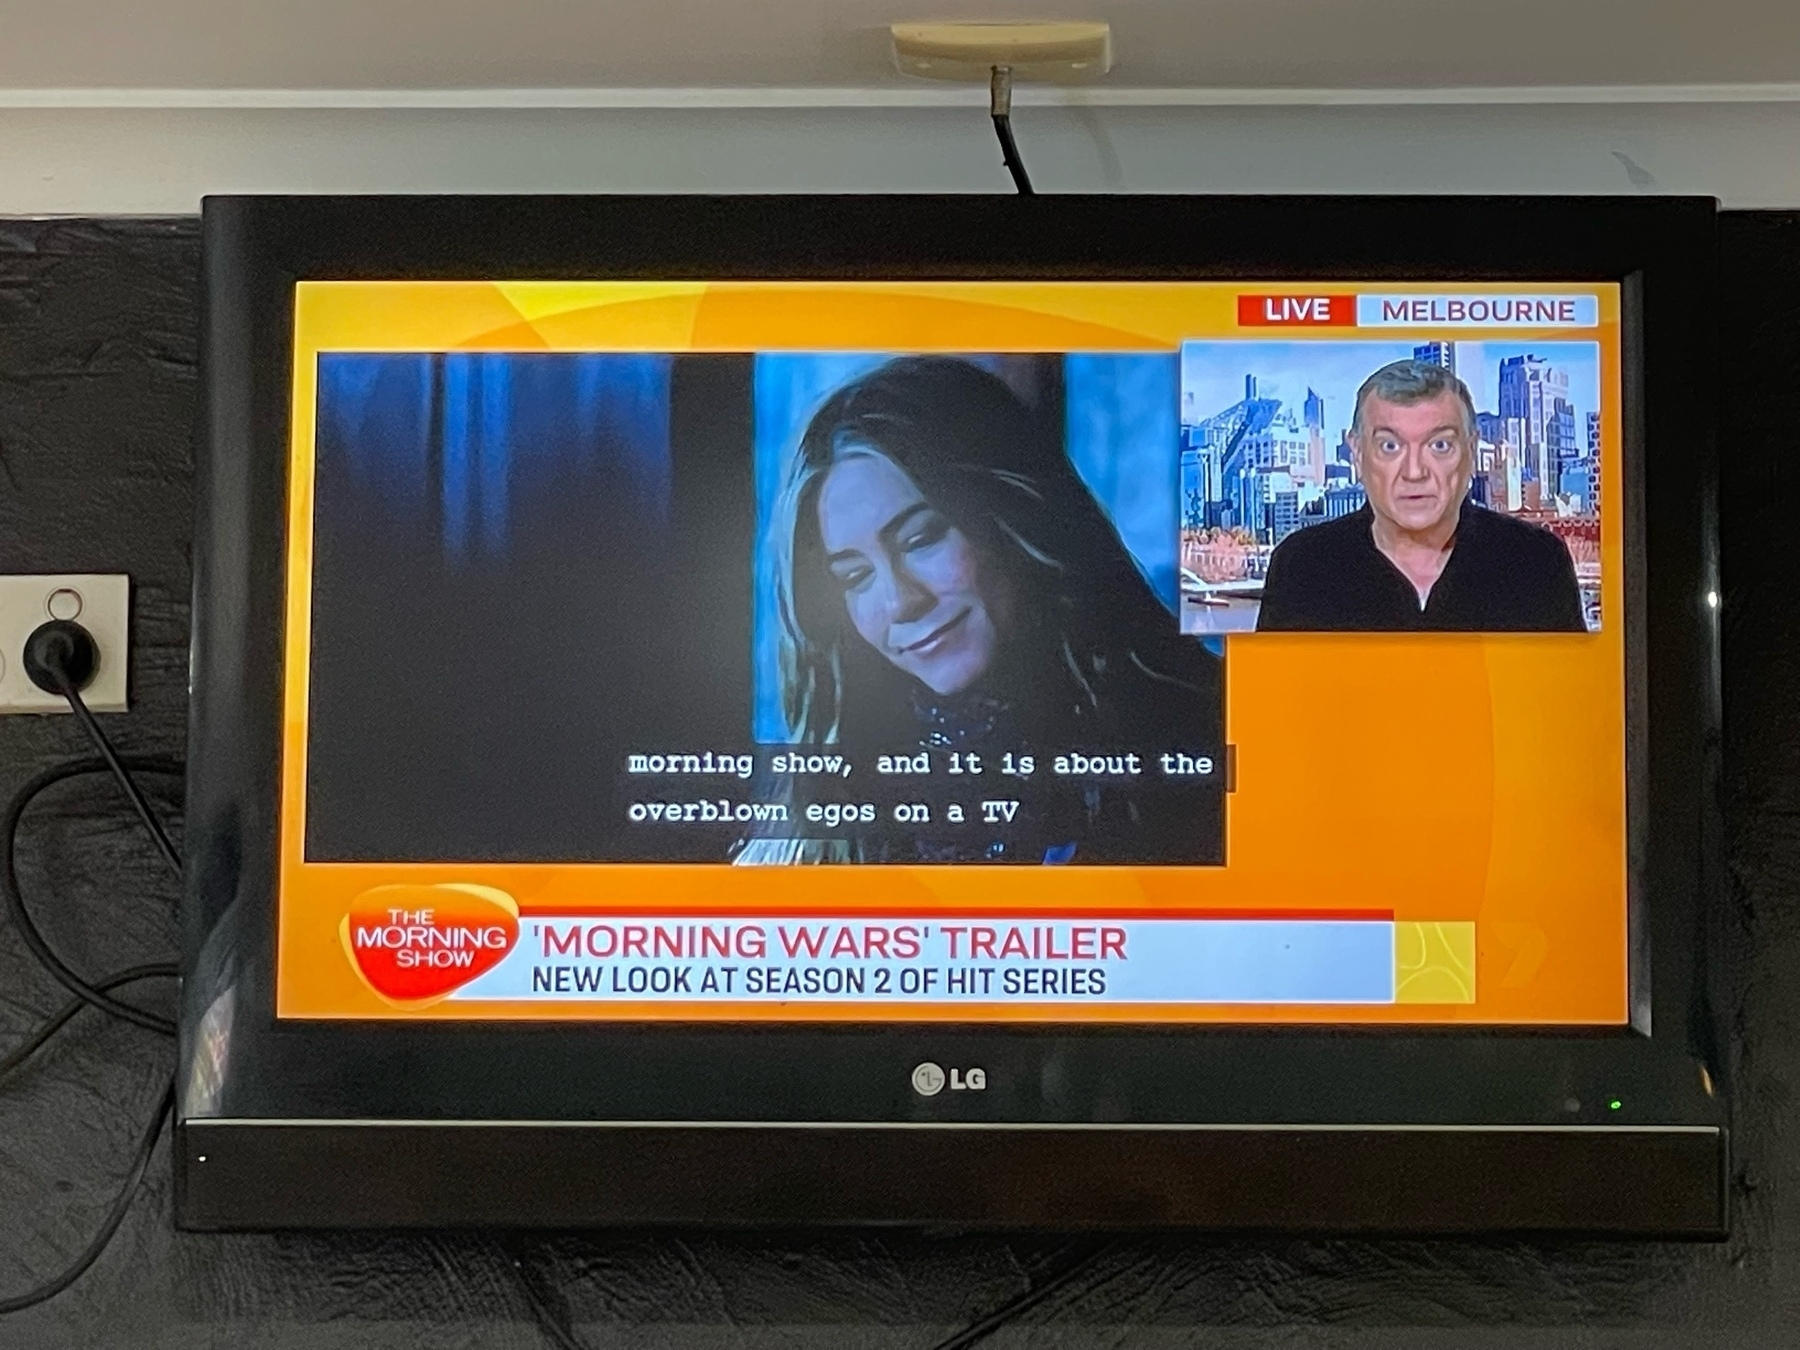 LIVE MELBOURNE
morning show, and it is about the
overblown egos on a TV
THE
MORNING
SHOW
'MORNING WARS' TRAILER
NEW LOOK AT SEASON 2 OF HIT SERIES
7
LG